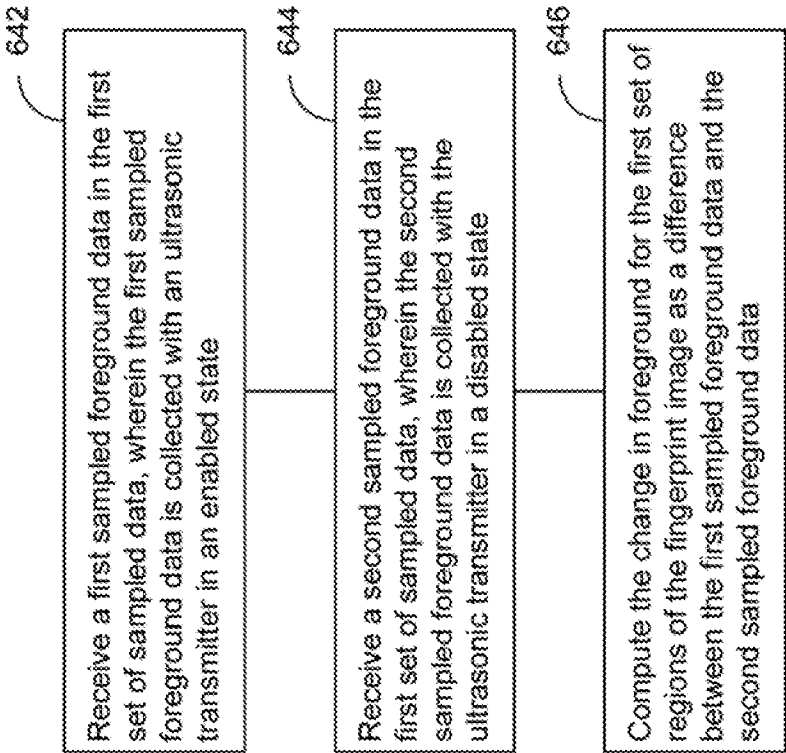 642
Receive a first sampled foreground data in the first
set of sampled data, wherein the first sampled
foreground data is collected with an ultrasonic
transmitter in an enabled state
644
Receive a second sampled foreground data in the
first set of sampled data, wherein the second
sampled foreground data is collected with the
ultrasonic transmitter in a disabled state
646
Compute the change in foreground for the first set of
regions of the fingerprint image as a difference
between the first sampled foreground data and the
second sampled foreground data